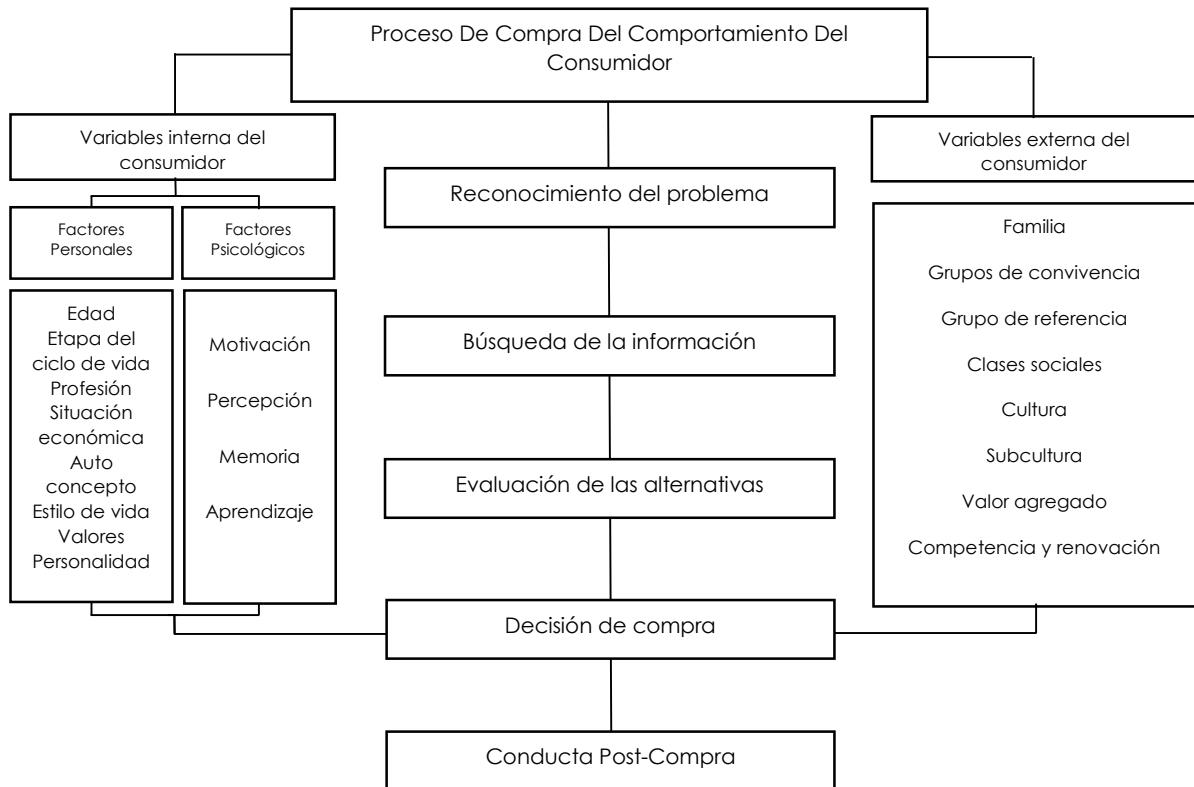 Proceso De Compra Del Comportamiento Del
Consumidor
Variables interna del
consumidor
Factores
Personales
Factores
Psicológicos
Edad
Etapa del
ciclo de vida
Profesión
Situación
económica
Auto
concepto
Estilo de vida
Valores
Personalidad
Motivación
Percepción
Memoria
Aprendizaje
Reconocimiento del problema
Búsqueda de la información
Evaluación de las alternativas
Decisión de compra
Conducta Post-Compra
Variables externa del
consumidor
Familia
Grupos de convivencia
Grupo de referencia
Clases sociales
Cultura
Subcultura
Valor agregado
Competencia y renovación